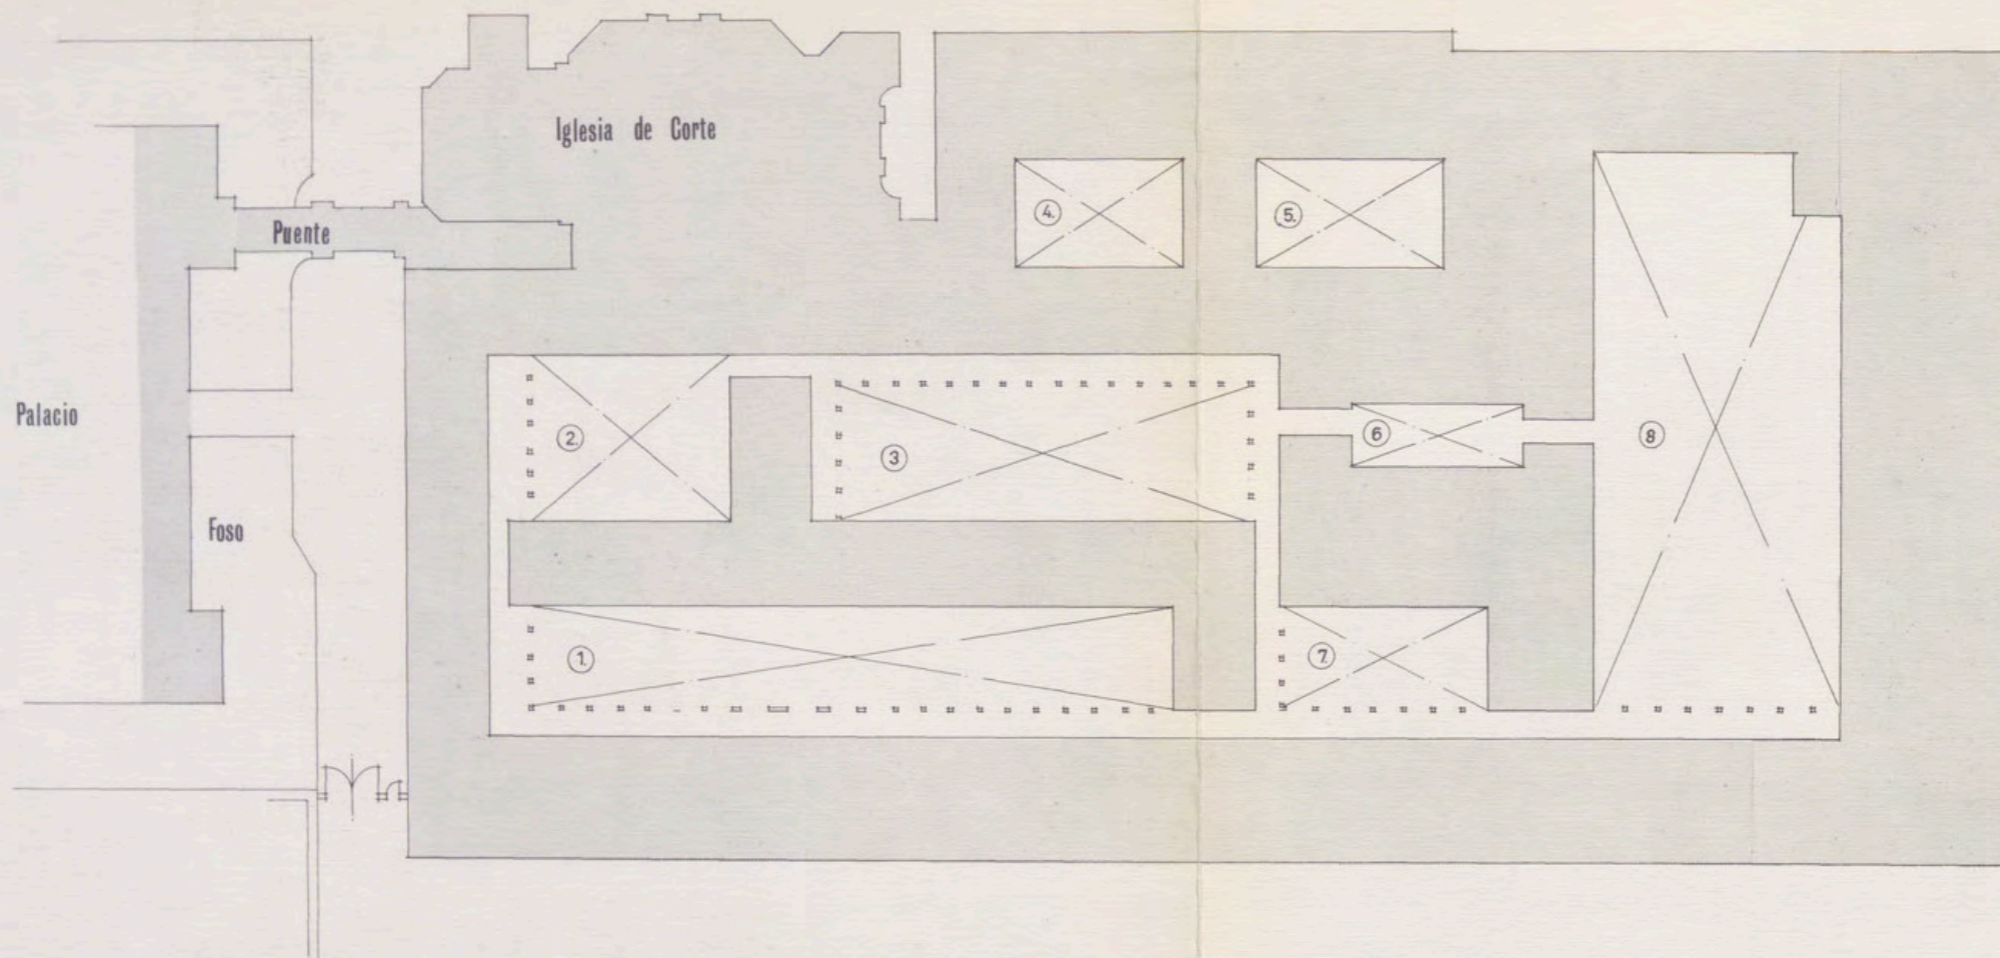 Iglesia de Corte
Puente
Palacio
Foso
4.
5.
2.
3
6
8
1.
7.